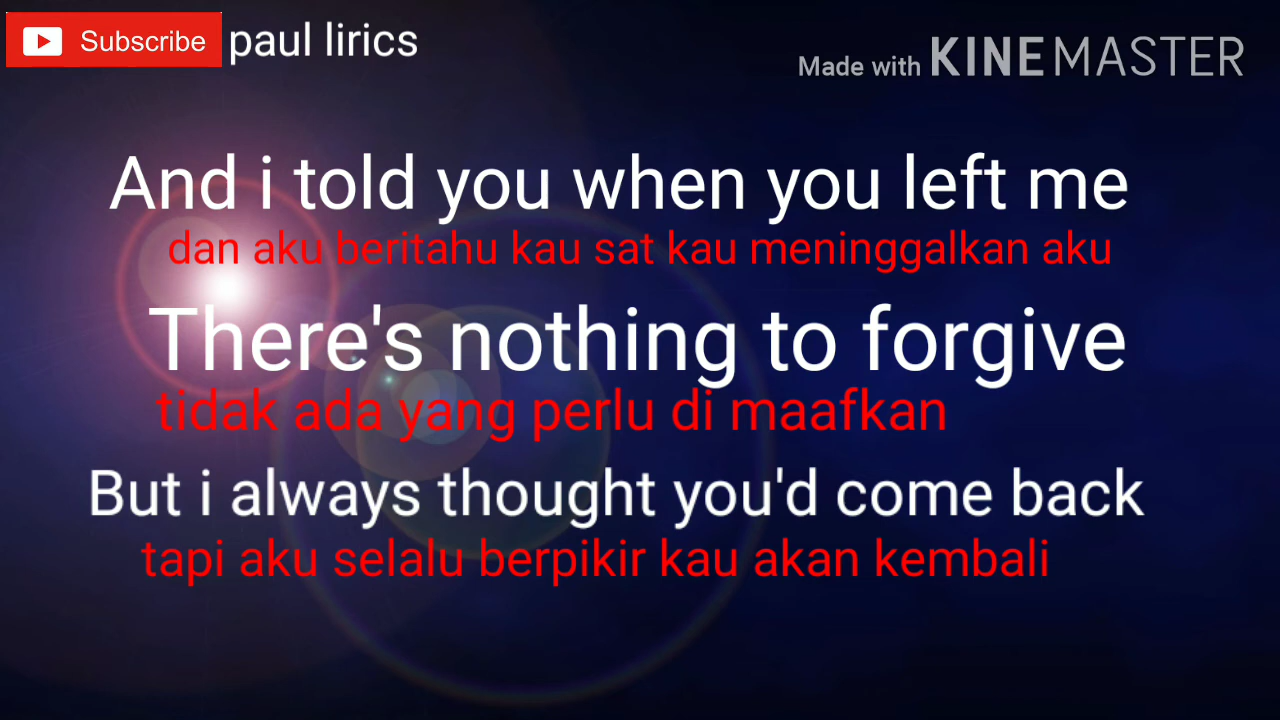 Subscribe paul lirics
Made with KINEMASTER
And i told you when you left me
dan aku beritahu kau sat kau meninggalkan aku
There's nothing to forgive
tidak ada yang perlu di maafkan
But i always thought you'd come back
tapi aku selalu berpikir kau akan kembali